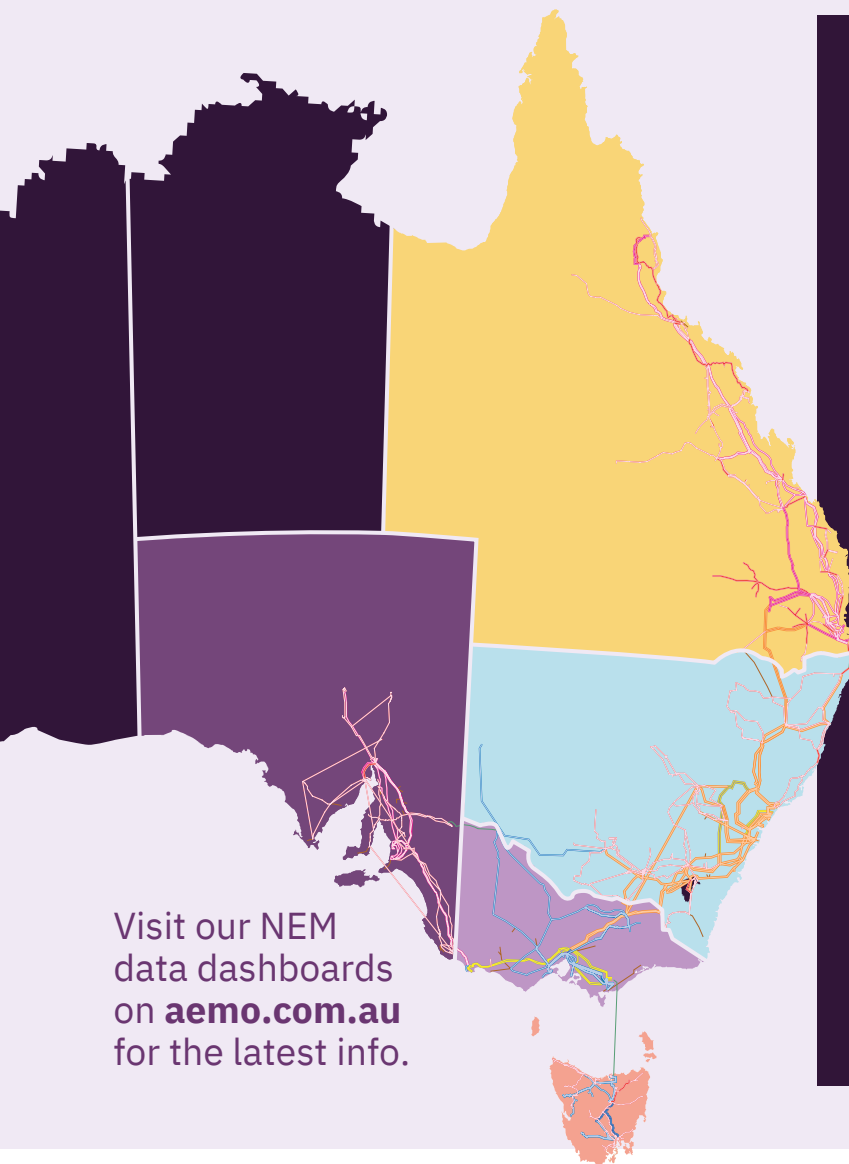 Visit our NEM
data dashboards
on aemo.com.au
for the latest info.